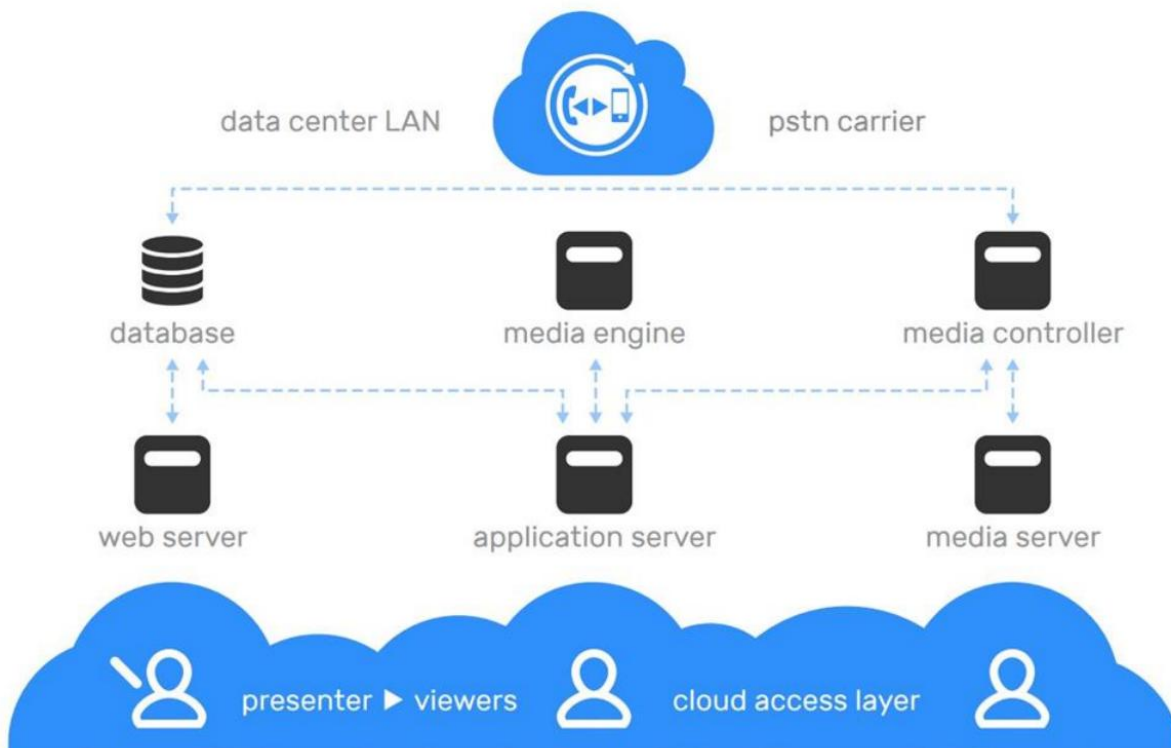 data center LAN
pstn carrier
database
media engine
media controller
web server
application server
media server
presenter ▶ viewers
cloud access layer